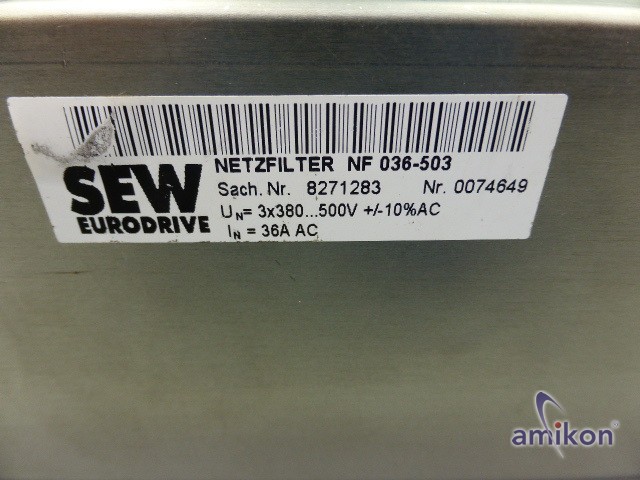 NETZFILTER NF 036-503
SEW
EURODRIVE
Sach. Nr. 8271283 Nr. 0074649
UN= 3x380...500V +/-10%AC
IN = 36A AC
amikon